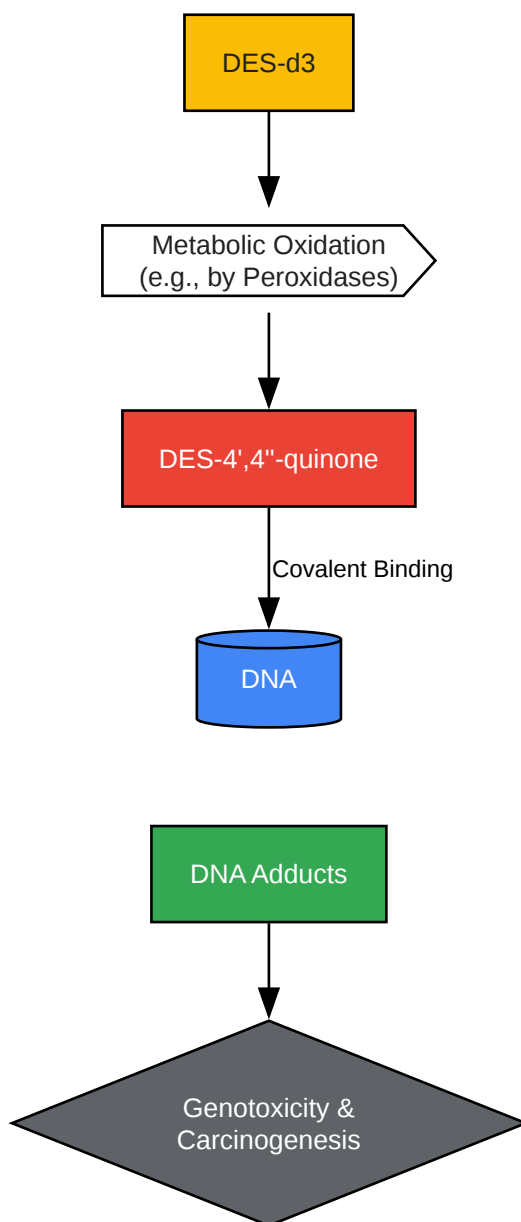 DES-d3
Metabolic Oxidation
(e.g., by Peroxidases)
DES-4',4''-quinone
Covalent Binding
DNA
DNA Adducts
Genotoxicity &
Carcinogenesis